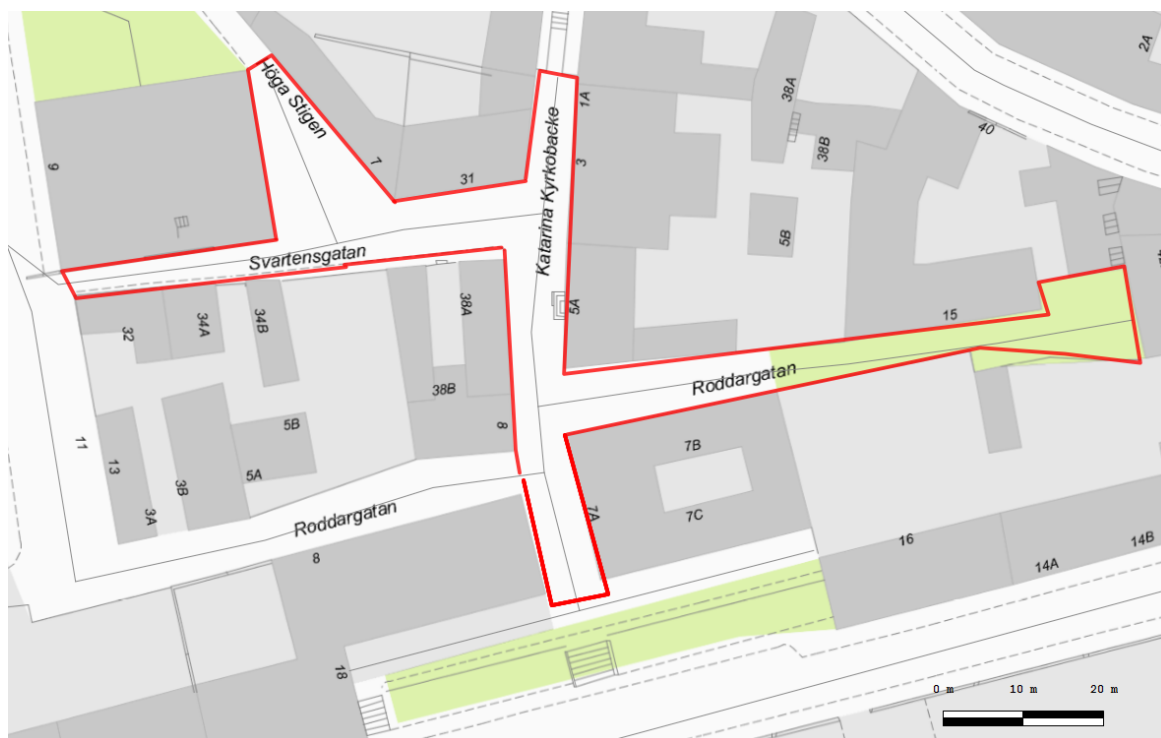 2A
Höga Stigen
38A
1A
Katarina Kyrkobacke
40
3
38B
9
7
31
5B
Svartensgatan
5A
38A
15
32
34A
34B
Roddargatan
38B
8
5B
7B
11
13
3B
5A
3A
7A
7C
Roddargatan
8
16
14A
14B
18
0 m
10 m
20 m